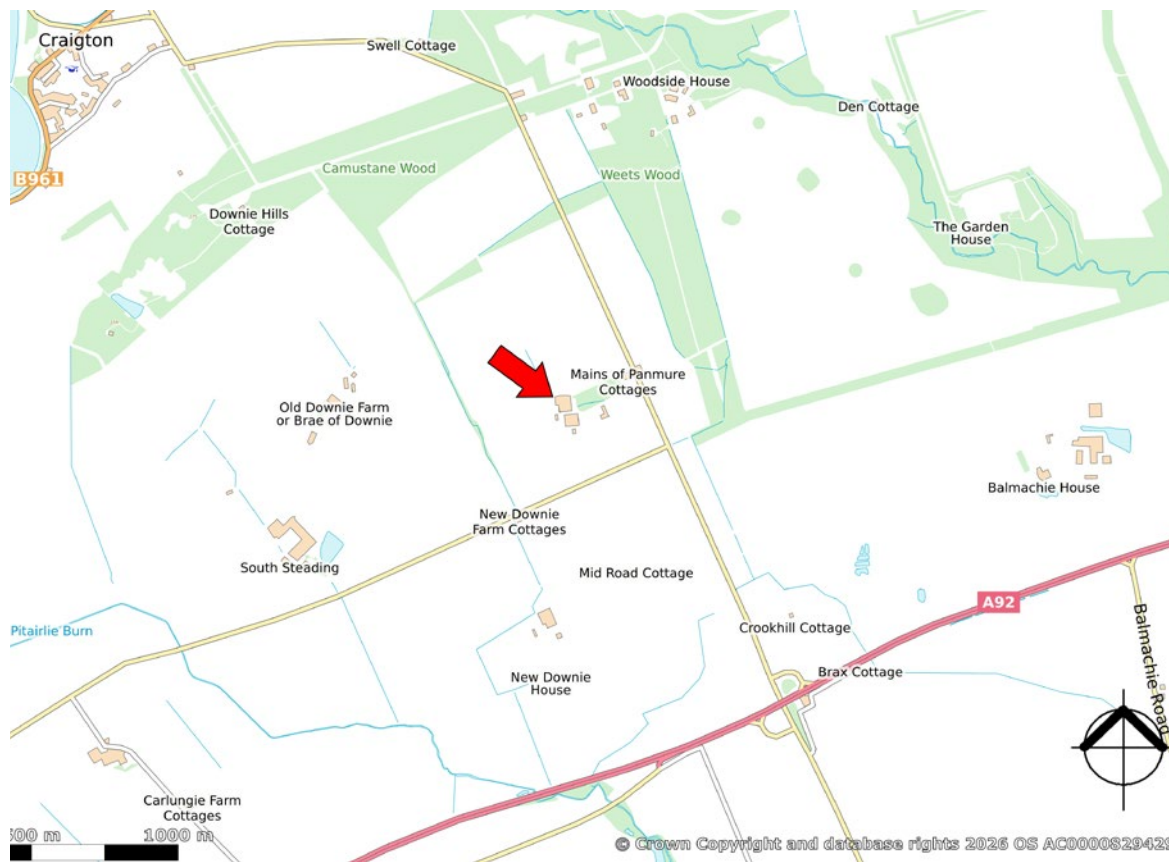 Craigton
Swell Cottage
Woodside House
Den Cottage
Camustane Wood
Weets Wood
B961
Downie Hills
Cottage
The Garden
House
Mains of Panmure
Cottages
Old Downie Farm
or Brae of Downie
Balmachie House
New Downie
Farm Cottages
South Steading
Mid Road Cottage
A92
Pitairlie Burn
Crookhill Cottage
Balmachie Road
Brax Cottage
New Downie
House
Carlungie Farm
Cottages
m
1000 m
© Crown Copyright and database rights 2026 OS